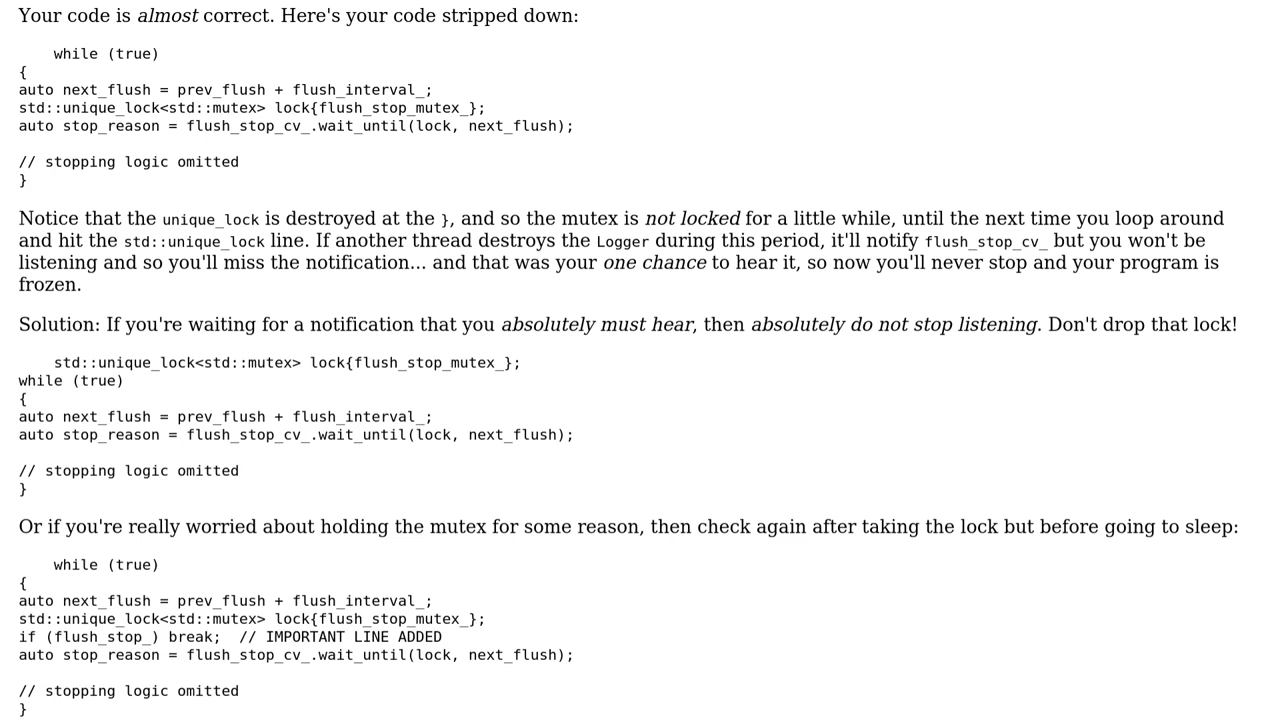 Your code is almost correct. Here's your code stripped down:
while (true)
{
auto next_flush = prev_flush + flush_interval_;
std::unique_lock<std::mutex> lock{flush_stop_mutex_};
auto stop_reason = flush_stop_cv_.wait_until(lock, next_flush);
// stopping logic omitted
}
Notice that the unique_lock is destroyed at the }, and so the mutex is not locked for a little while, until the next time you loop around
and hit the std::unique_lock line. If another thread destroys the Logger during this period, it'll notify flush_stop_cv_ but you won't be
listening and so you'll miss the notification... and that was your one chance to hear it, so now you'll never stop and your program is
frozen.
Solution: If you're waiting for a notification that you absolutely must hear, then absolutely do not stop listening. Don't drop that lock!
std::unique_lock<std::mutex> lock{flush_stop_mutex_};
while (true)
{
auto next_flush = prev_flush + flush_interval_;
auto stop_reason = flush_stop_cv_.wait_until(lock, next_flush);
// stopping logic omitted
}
Or if you're really worried about holding the mutex for some reason, then check again after taking the lock but before going to sleep:
while (true)
{
auto next_flush = prev_flush + flush_interval_;
std::unique_lock<std::mutex> lock{flush_stop_mutex_};
if (flush_stop_) break;  // IMPORTANT LINE ADDED
auto stop_reason = flush_stop_cv_.wait_until(lock, next_flush);
// stopping logic omitted
}